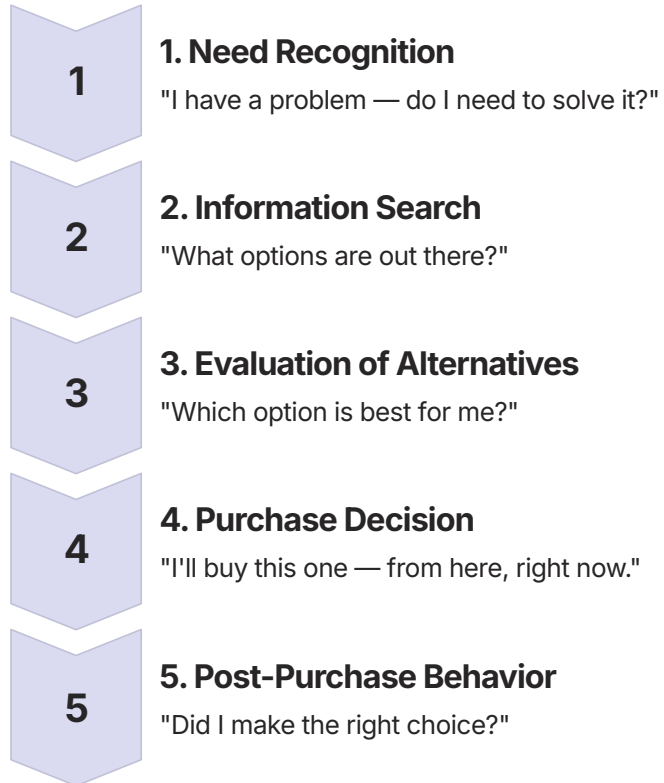 1
1. Need Recognition
"I have a problem — do I need to solve it?"
2
2. Information Search
"What options are out there?"
3
3. Evaluation of Alternatives
"Which option is best for me?"
4
4. Purchase Decision
"I'll buy this one — from here, right now."
5
5. Post-Purchase Behavior
"Did I make the right choice?"